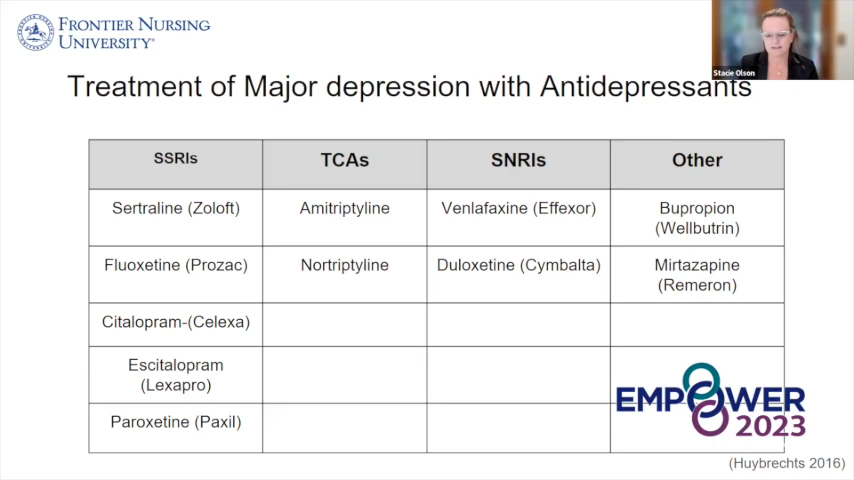 FRONTIER NURSING
UNIVERSITY®
Stacie Olson
Treatment of Major depression with Antidepressants
SSRIs TCAs SNRIs Other
Sertraline (Zoloft) Amitriptyline Venlafaxine (Effexor) Bupropion
(Wellbutrin)
Fluoxetine (Prozac) Nortriptyline Duloxetine (Cymbalta) Mirtazapine
(Remeron)
Citalopram-(Celexa)
Escitalopram
(Lexapro)
Paroxetine (Paxil)
EMPOWER
2023
(Huybrechts 2016)